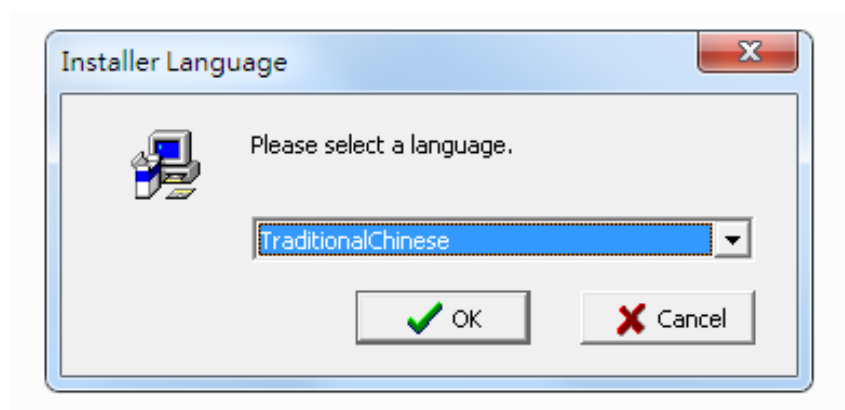 Installer Language
Please select a language.
TraditionalChinese
OK
Cancel